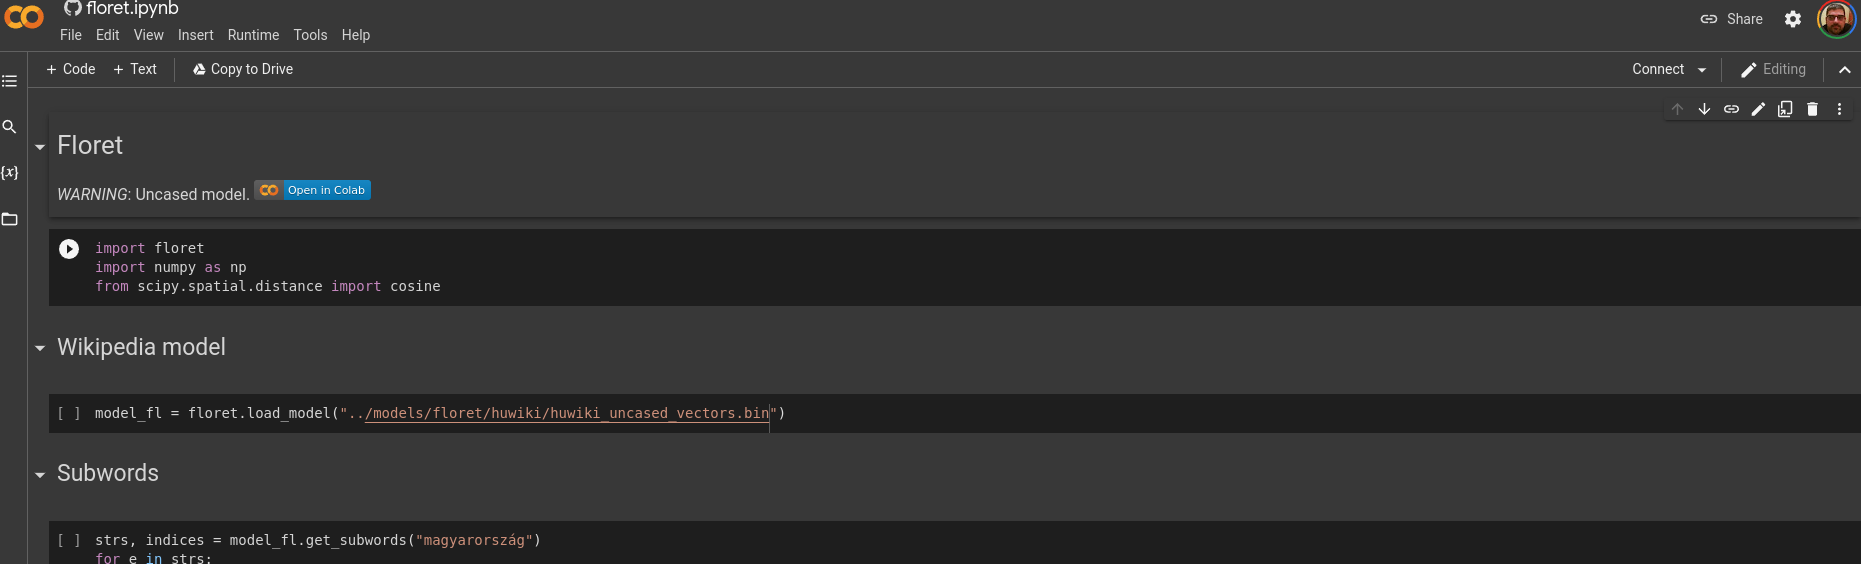 floret.ipynb
File Edit View Insert Runtime Tools Help
Share
+ Code + Text Copy to Drive
Connect Editing
{x}
Floret
WARNING: Uncased model. Open in Colab
import floret
import numpy as np
from scipy.spatial.distance import cosine
Wikipedia model
[ ] model_fl = floret.load_model("../models/floret/huwiki/huwiki_uncased_vectors.bin")
Subwords
[ ] strs, indices = model_fl.get_subwords("magyarország")
for e in strs: